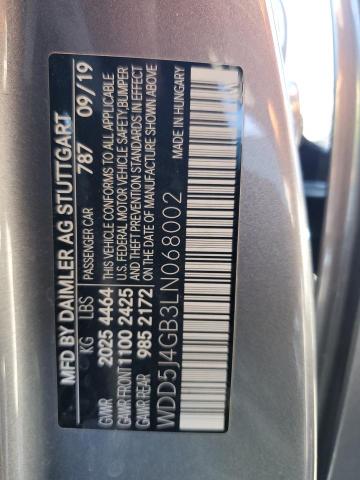 MFD BY DAIMLER AG STUTTGART
PASSENGER CAR 787 09/19
KG LBS
GWR 2025 4464
GAWR FRONT 1100 2425
GAWR REAR 985 2172
THIS VEHICLE CONFORMS TO ALL APPLICABLE
U.S. FEDERAL MOTOR VEHICLE SAFETY, BUMPER
AND THEFT PREVENTION STANDARDS IN EFFECT
ON THE DATE OF MANUFACTURE SHOWN ABOVE
WDD5J4GB3LN068002
MADE IN HUNGARY